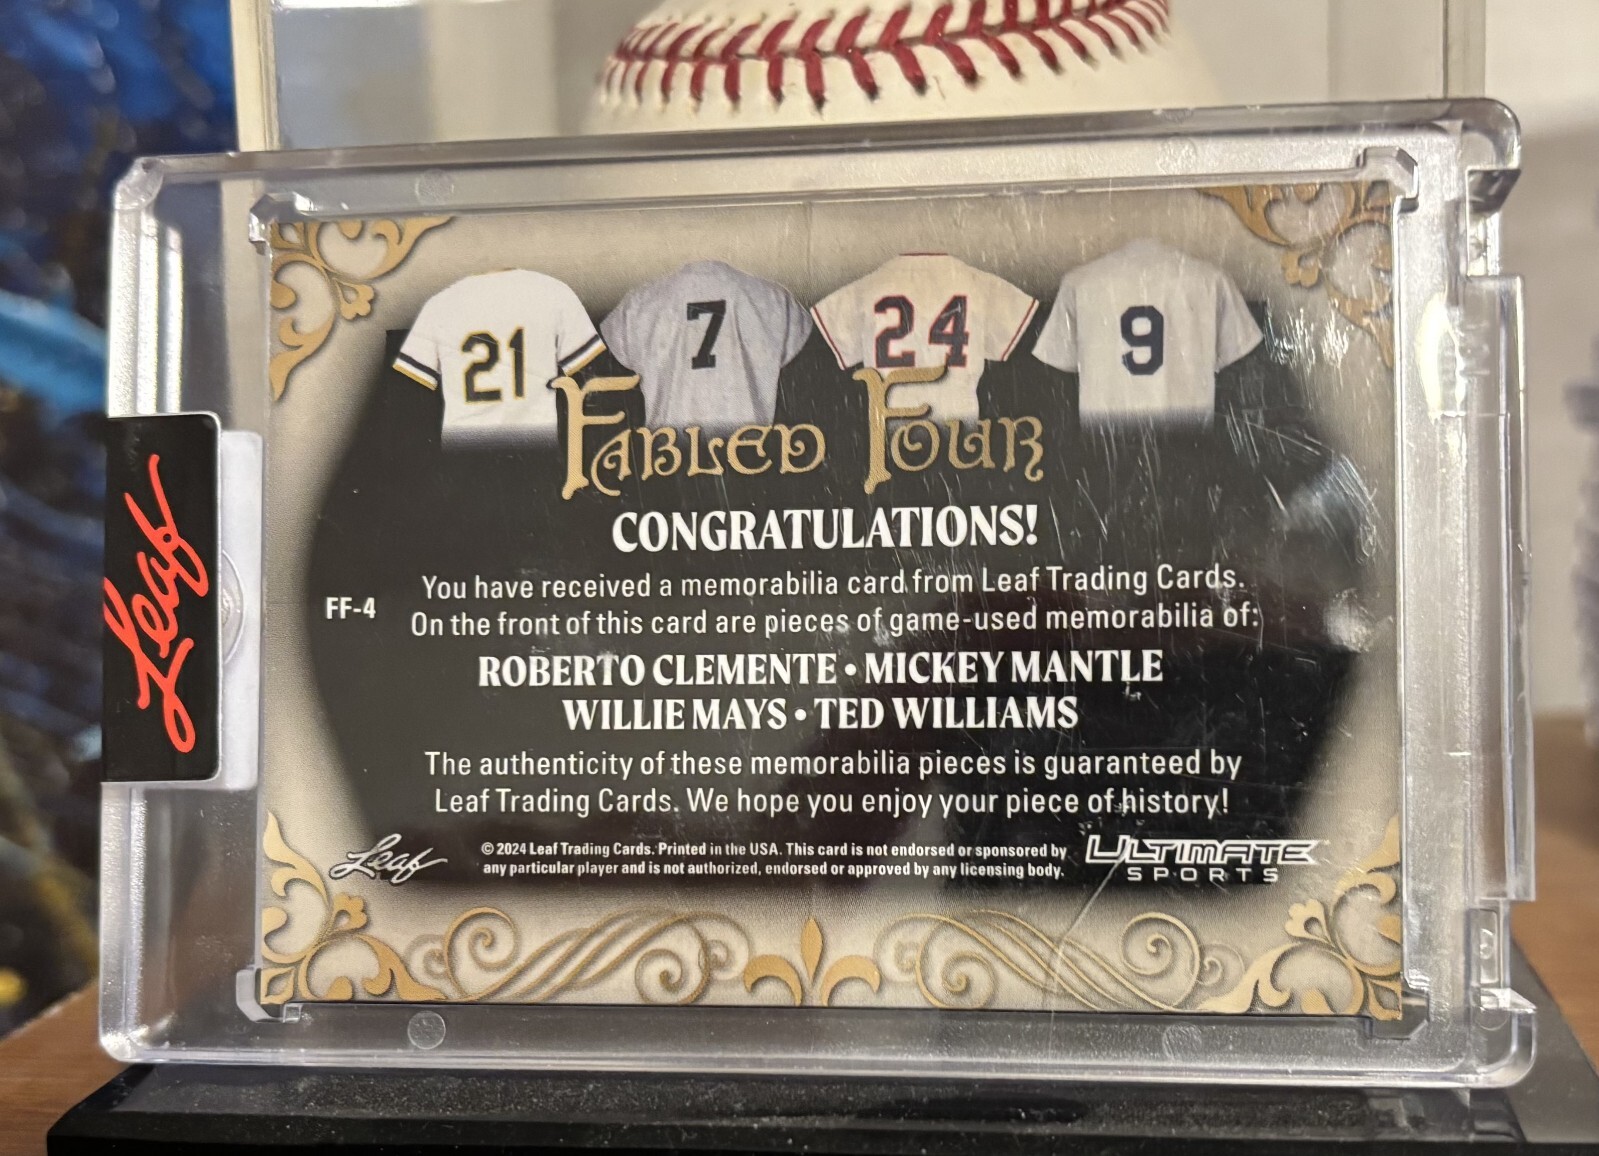 21
7
24
9
FABLED FOUR
CONGRATULATIONS!
You have received a memorabilia card from Leaf Trading Cards.
FF-4
On the front of this card are pieces of game-used memorabilia of:
ROBERTO CLEMENTE • MICKEY MANTLE
WILLIE MAYS • TED WILLIAMS
The authenticity of these memorabilia pieces is guaranteed by
Leaf Trading Cards. We hope you enjoy your piece of history!
Leaf
© 2024 Leaf Trading Cards. Printed in the USA. This card is not endorsed or sponsored by
any particular player and is not authorized, endorsed or approved by any licensing body.
ULTIMATE
SPORTS
Leaf